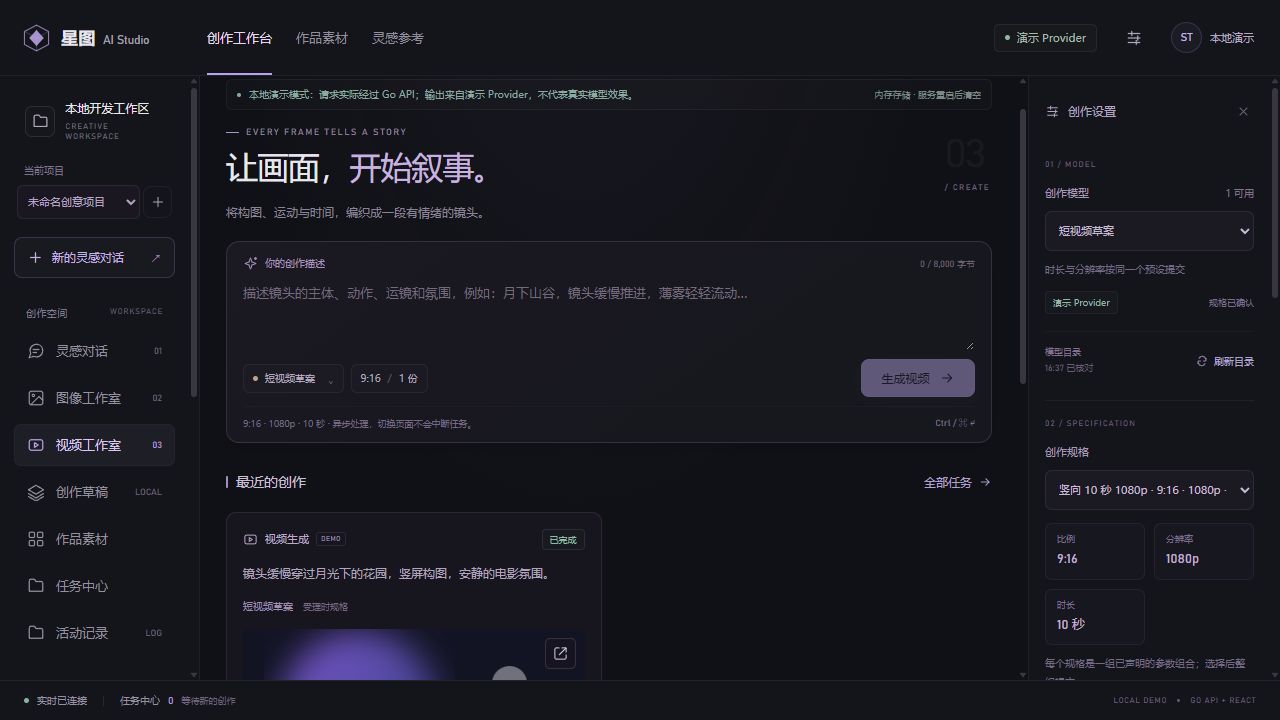 星图 AI Studio
创作工作台 作品素材 灵感参考
演示 Provider
ST 本地演示
本地开发工作区
CREATIVE
WORKSPACE
当前项目
未命名创意项目
新的灵感对话
创作空间 WORKSPACE
灵感对话 01
图像工作室 02
视频工作室 03
创作草稿 LOCAL
作品素材
任务中心
活动记录 LOG
本地演示模式：请求实际经过 Go API；输出来自演示 Provider，不代表真实模型效果。
内存存储 · 服务重启后清空
EVERY FRAME TELLS A STORY
让画面，开始叙事。
03
/ CREATE
将构图、运动与时间，编织成一段有情绪的镜头。
你的创作描述
0 / 8,000 字节
描述镜头的主体、动作、运镜和氛围，例如：月下山谷，镜头缓慢推进，薄雾轻轻流动...
短视频草案
9:16 / 1 份
生成视频
9:16 · 1080p · 10 秒 · 异步处理，切换页面不会中断任务。
Ctrl / ⌘ ↵
最近的创作
全部任务
视频生成 DEMO
已完成
镜头缓慢穿过月光下的花园，竖屏构图，安静的电影氛围。
短视频草案 受理时规格
创作设置
01 / MODEL
创作模型 1 可用
短视频草案
时长与分辨率按同一个预设提交
演示 Provider 规格已确认
模型目录
16:37 已核对
刷新目录
02 / SPECIFICATION
创作规格
竖向 10 秒 1080p · 9:16 · 1080p ·
比例
9:16
分辨率
1080p
时长
10 秒
每个规格是一组已声明的参数组合；选择后整
实时已连接
任务中心 0 等待新的创作
LOCAL DEMO • GO API + REACT